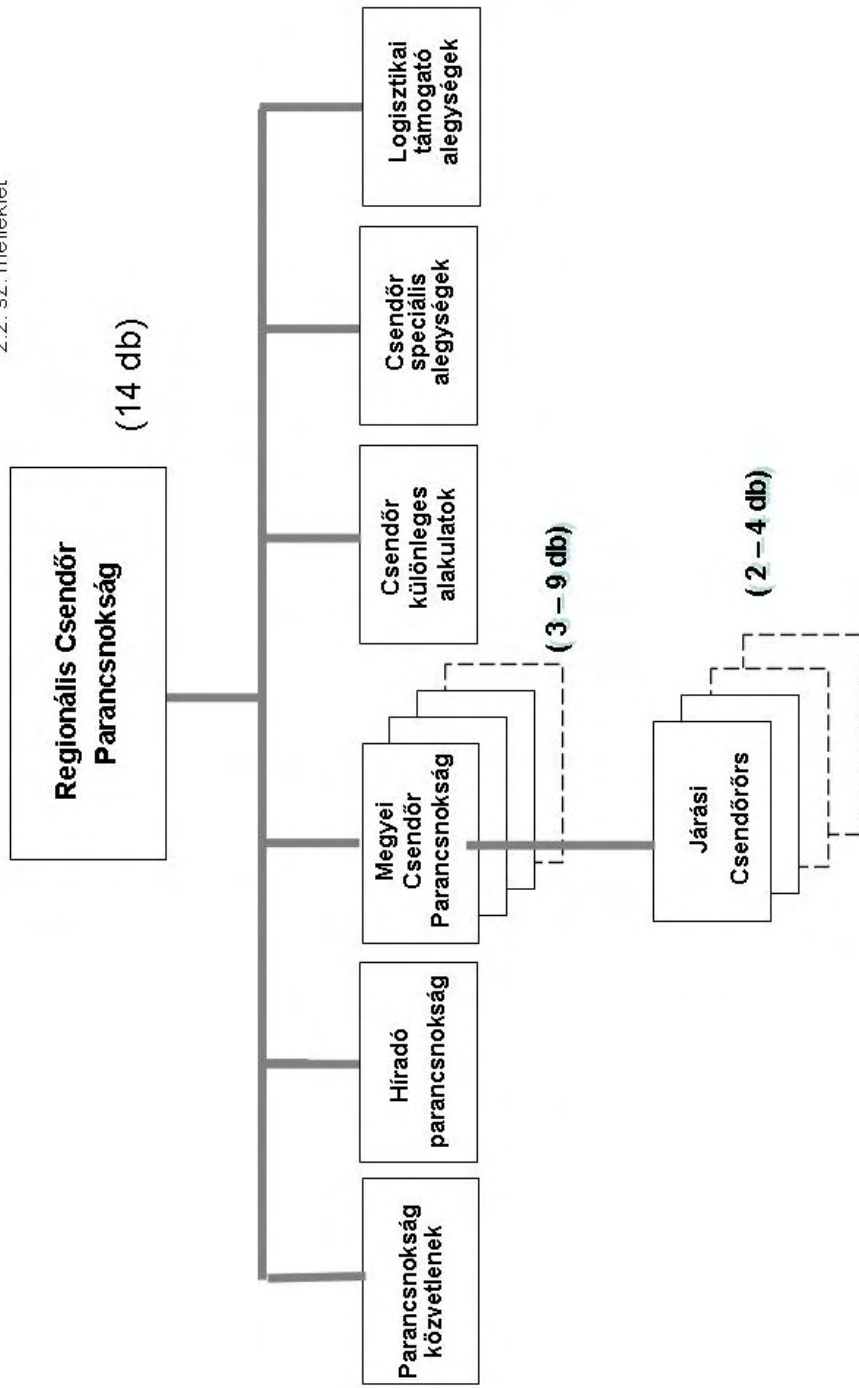 2.2. sz. melléklet
Regionális Csendőr
Parancsnokság
(14 db)
Parancsnokság
közvetlenek
Híradó
parancsnokság
Megyei
Csendőr
Parancsnokság
Csendőr
különleges
alakulatok
Csendőr
speciális
alegységek
Logisztikai
támogató
alegységek
( 3 – 9 db)
Járási
Csendőrörs
( 2 – 4 db)